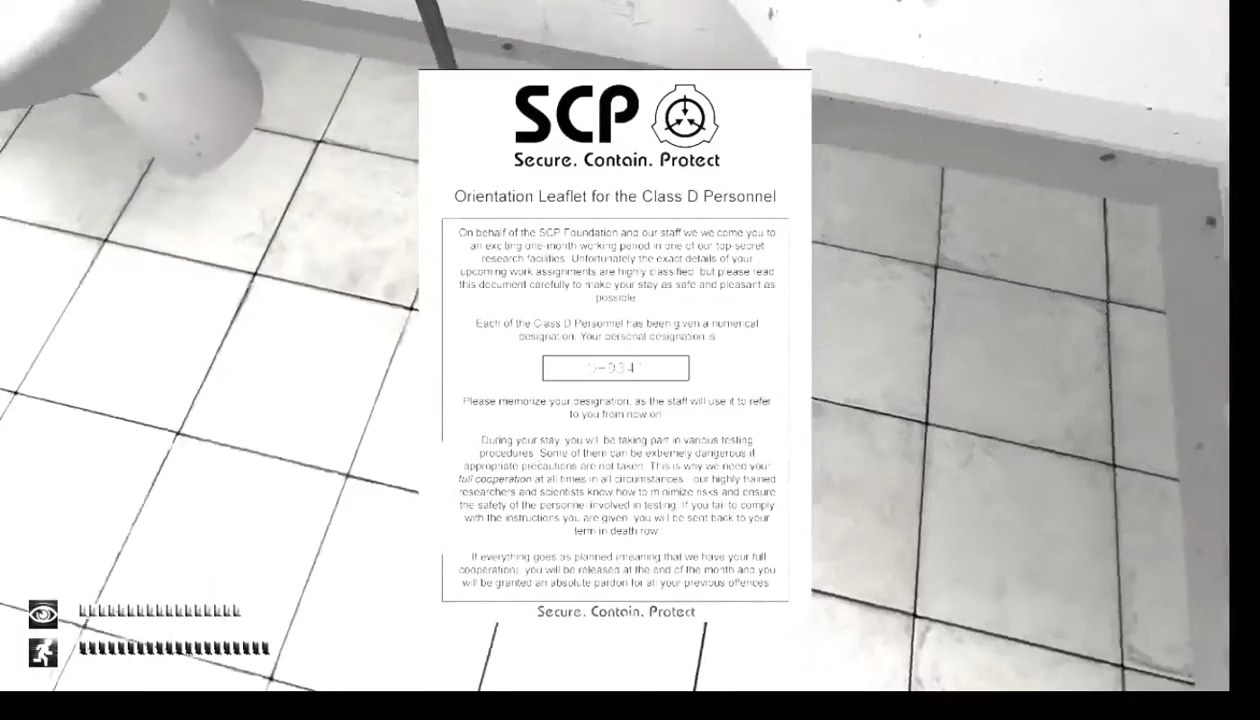 SCP
Secure. Contain. Protect
Orientation Leaflet for the Class D Personnel
On behalf of the SCP Foundation and our staff we we come you to
an exciting one-month working period in one of our top-secret
research facilities. Unfortunately the exact details of your
upcoming work assignments are highly classified but please read
this document carefully to make your stay as safe and pleasant as
possible
Each of the Class D Personnel has been given a numerical
designation. Your personal designation is
Please memorize your designation, as the staff will use it to refer
to you from now on
During your stay, you will be taking part in various testing
procedures. Some of them can be extremely dangerous if
appropriate precautions are not taken. This is why we need your
full cooperation at all times in all circumstances our highly trained
researchers and scientists know how to minimize risks and ensure
the safety of the personnel involved in testing. If you fail to comply
with the instructions you are given, you will be sent back to your
term in death row
If everything goes as planned (meaning that we have your full
cooperation), you will be released at the end of the month and you
will be granted an absolute pardon for all your previous offences
Secure. Contain. Protect